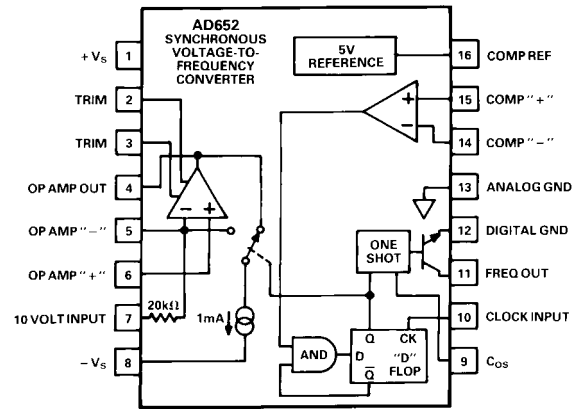 AD652
SYNCHRONOUS
VOLTAGE-TO-
FREQUENCY
CONVERTER
5V
REFERENCE
+VS 1
TRIM 2
TRIM 3
OP AMP OUT 4
OP AMP "−" 5
OP AMP "+" 6
10 VOLT INPUT 7
−VS 8
16 COMP REF
15 COMP "+"
14 COMP "−"
13 ANALOG GND
12 DIGITAL GND
11 FREQ OUT
10 CLOCK INPUT
9 COS
+
−
− +
20kΩ
1mA
ONE
SHOT
AND
Q CK
D "D"
Q̅ FLOP